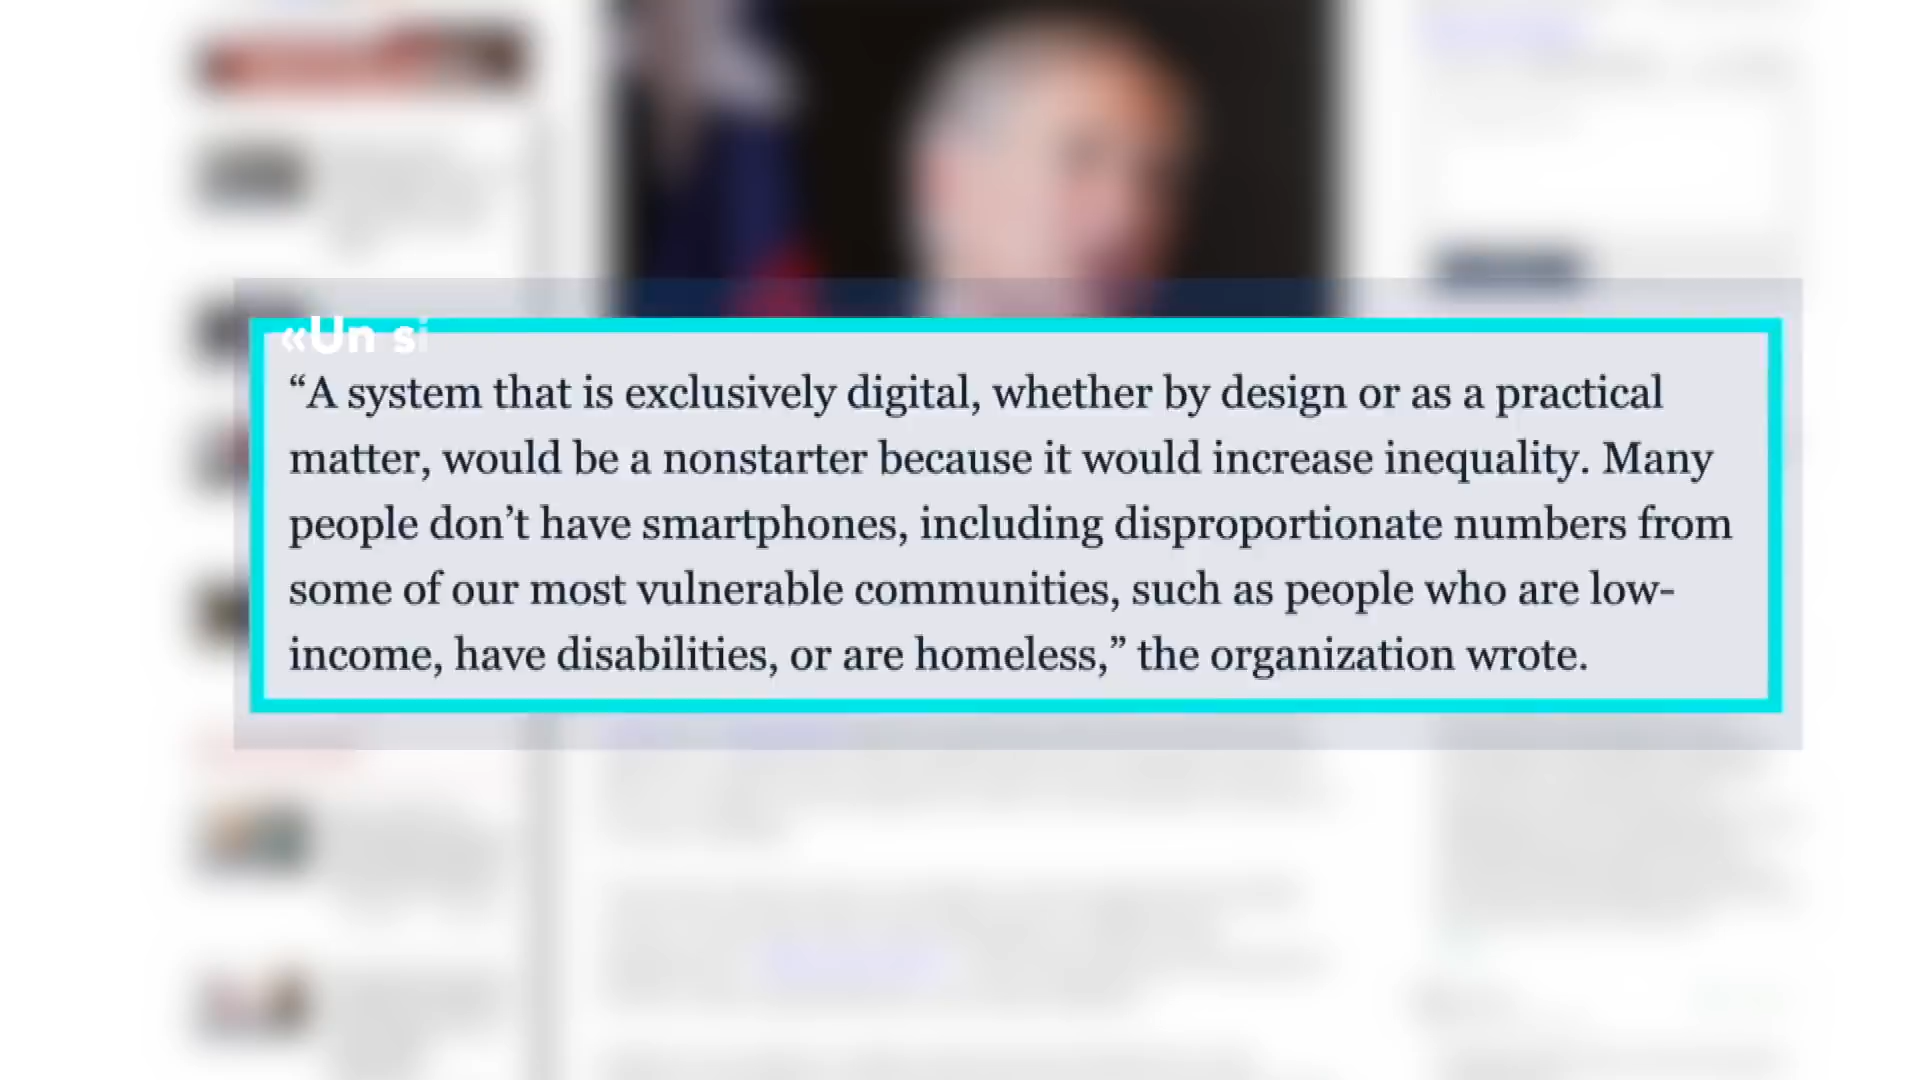 «Un si
“A system that is exclusively digital, whether by design or as a practical
matter, would be a nonstarter because it would increase inequality. Many
people don’t have smartphones, including disproportionate numbers from
some of our most vulnerable communities, such as people who are low-
income, have disabilities, or are homeless,” the organization wrote.